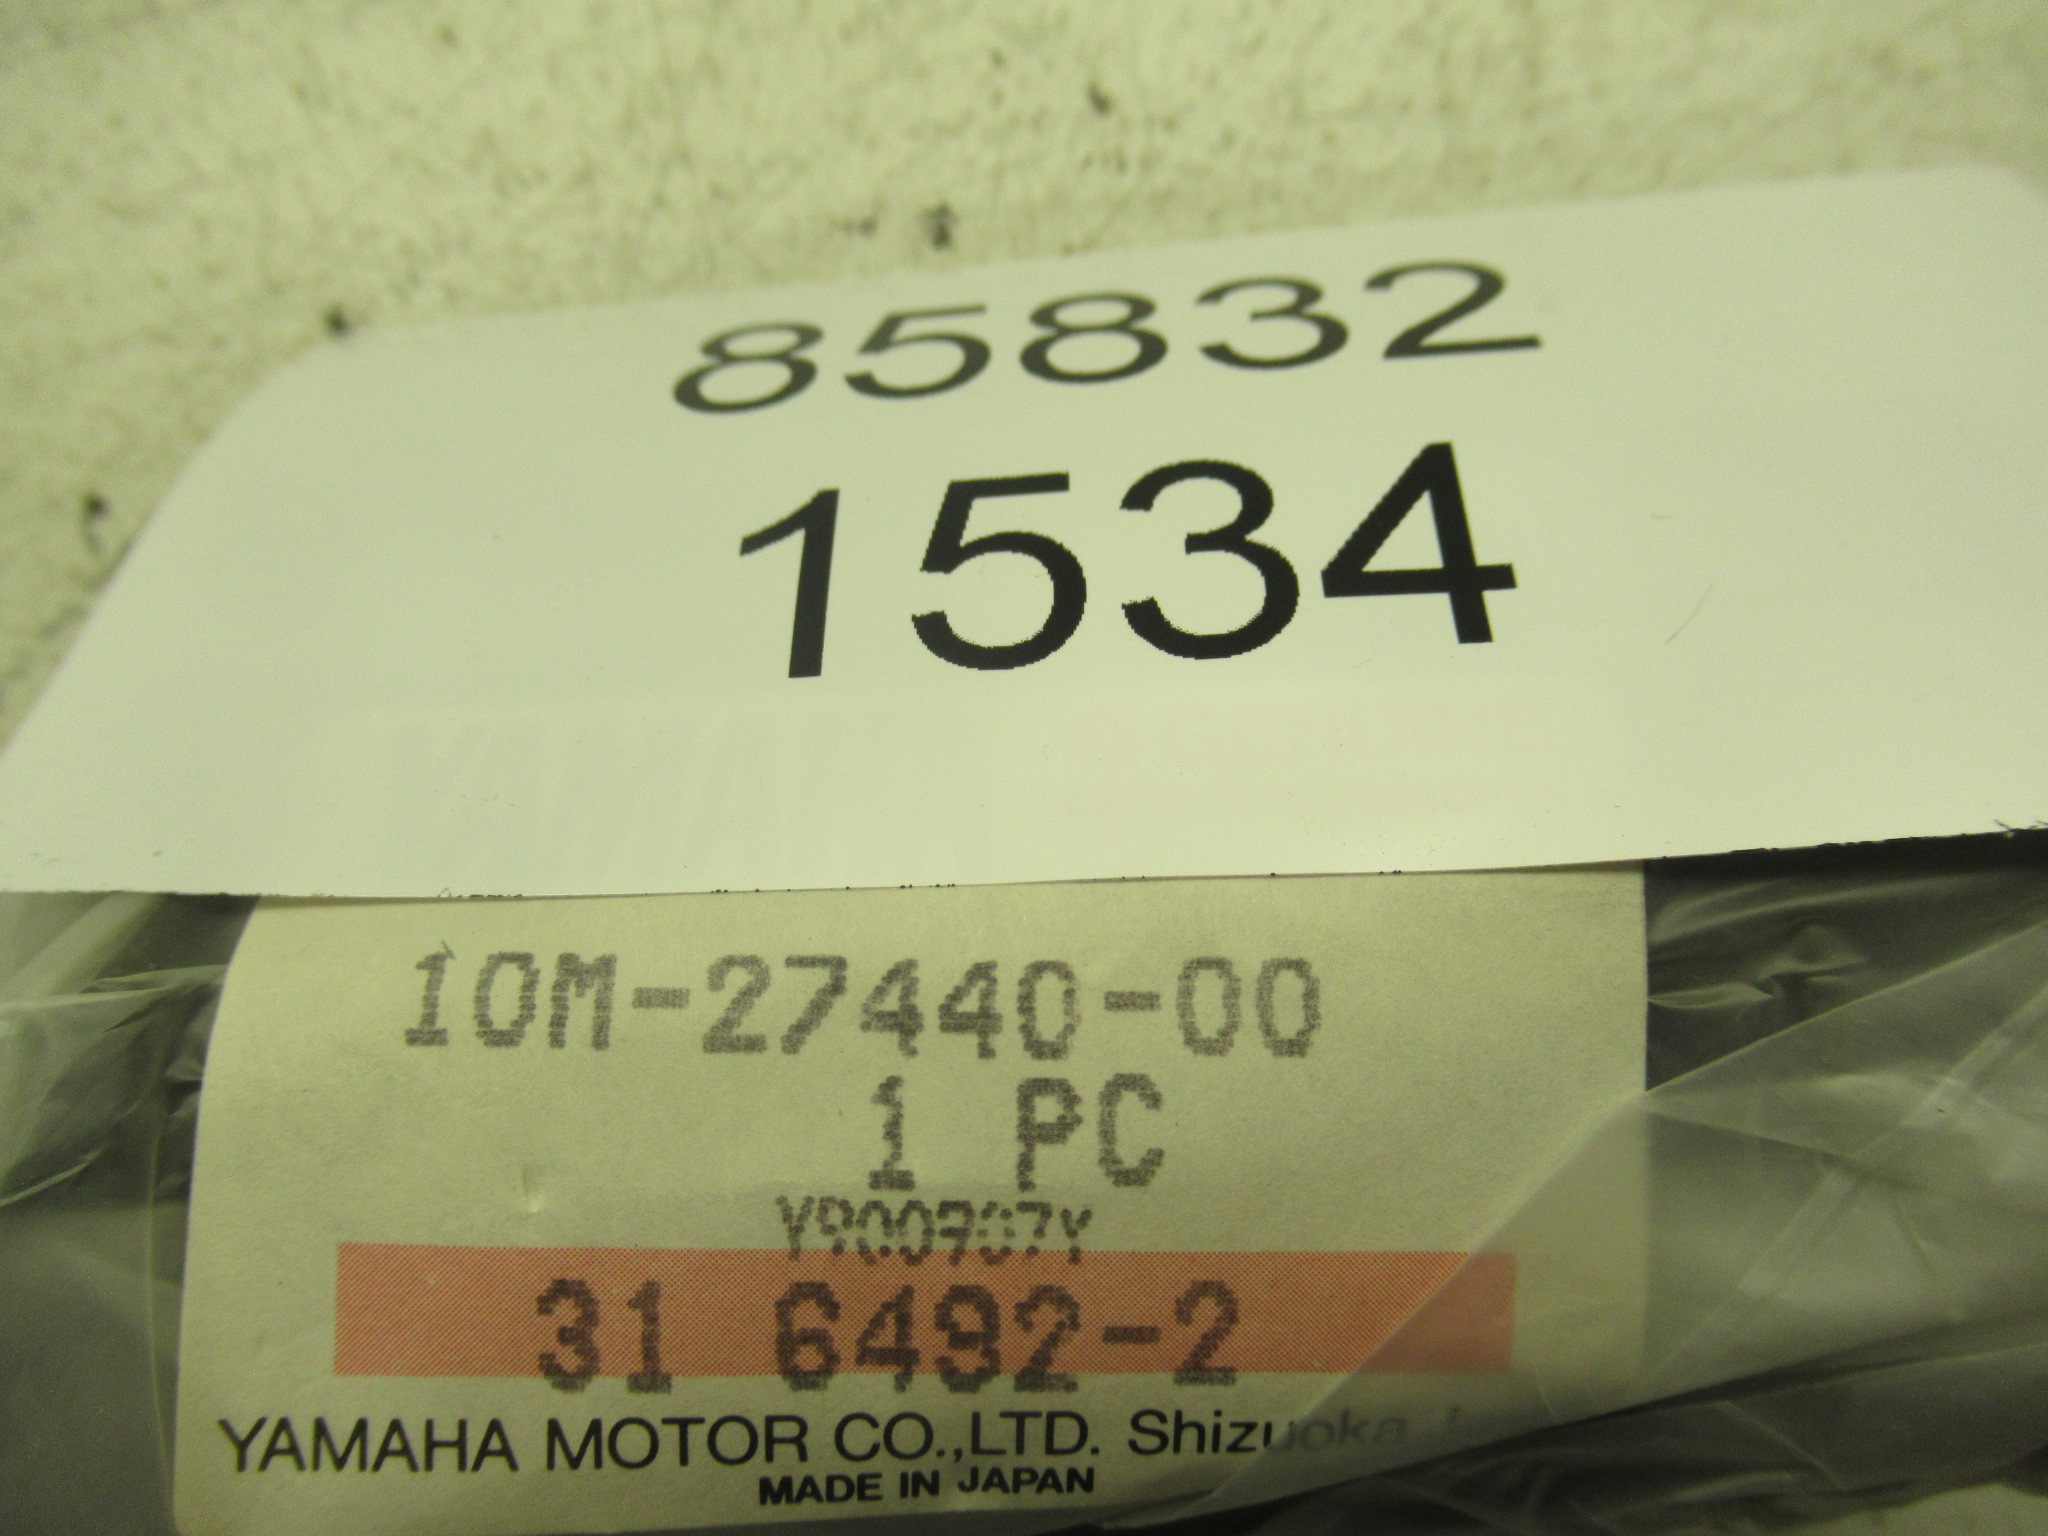 85832
1534
10M-27440-00
1 PC
31 6492-2
YAMAHA MOTOR CO.,LTD. Shizuoka
MADE IN JAPAN